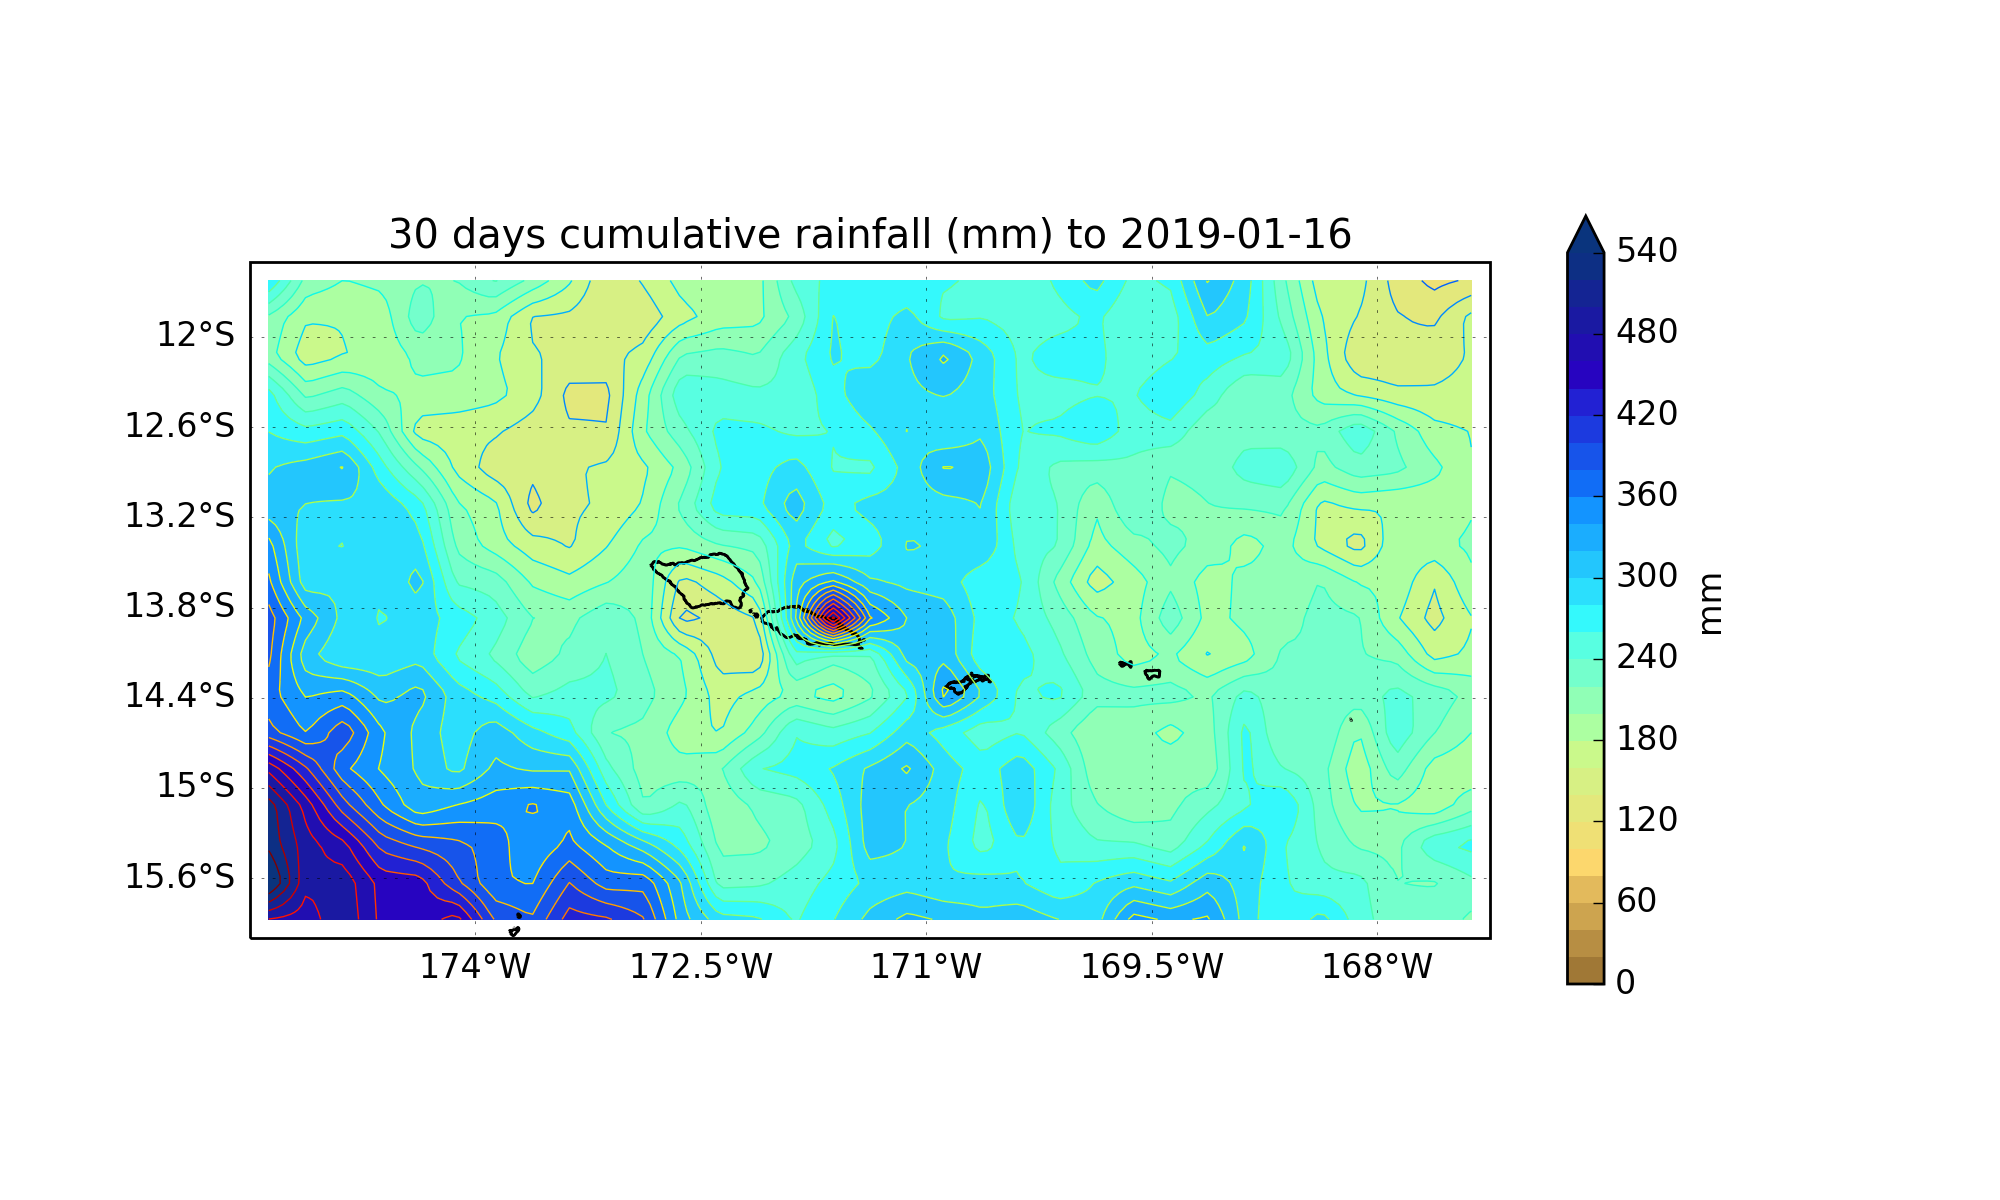 30 days cumulative rainfall (mm) to 2019-01-16
12°S
12.6°S
13.2°S
13.8°S
14.4°S
15°S
15.6°S
174°W
172.5°W
171°W
169.5°W
168°W
540
480
420
360
300
240
180
120
60
0
mm